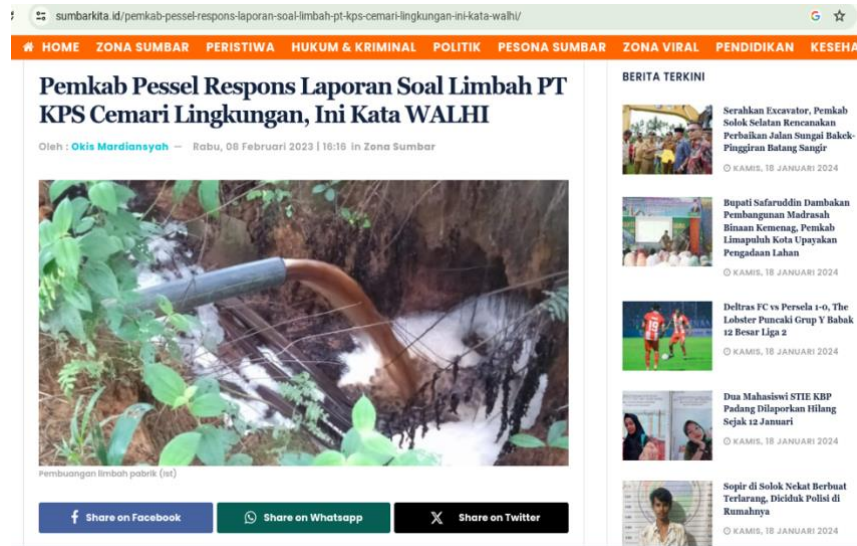 sumbarkita.id/pemkab-pessel-respons-laporan-soal-limbah-pt-kps-cemari-lingkungan-ini-kata-walhi/
HOME ZONA SUMBAR PERISTIWA HUKUM & KRIMINAL POLITIK PESONA SUMBAR ZONA VIRAL PENDIDIKAN KESEHA
Pemkab Pessel Respons Laporan Soal Limbah PT
KPS Cemari Lingkungan, Ini Kata WALHI
Oleh : Okis Mardiansyah — Rabu, 08 Februari 2023 | 16:16 in Zona Sumbar
Pembuangan limbah pabrik (Ist)
Share on Facebook
Share on Whatsapp
Share on Twitter
BERITA TERKINI
Serahkan Excavator, Pemkab
Solok Selatan Rencanakan
Perbaikan Jalan Sungai Bakek-
Pinggiran Batang Sangir
KAMIS, 18 JANUARI 2024
Bupati Safaruddin Dambakan
Pembangunan Madrasah
Binaan Kemenag, Pemkab
Limapuluh Kota Upayakan
Pengadaan Lahan
KAMIS, 18 JANUARI 2024
Deltras FC vs Persela 1-0, The
Lobster Puncaki Grup Y Babak
12 Besar Liga 2
KAMIS, 18 JANUARI 2024
Dua Mahasiswi STIE KBP
Padang Dilaporkan Hilang
Sejak 12 Januari
KAMIS, 18 JANUARI 2024
Sopir di Solok Nekat Berbuat
Terlarang, Diciduk Polisi di
Rumahnya
KAMIS, 18 JANUARI 2024